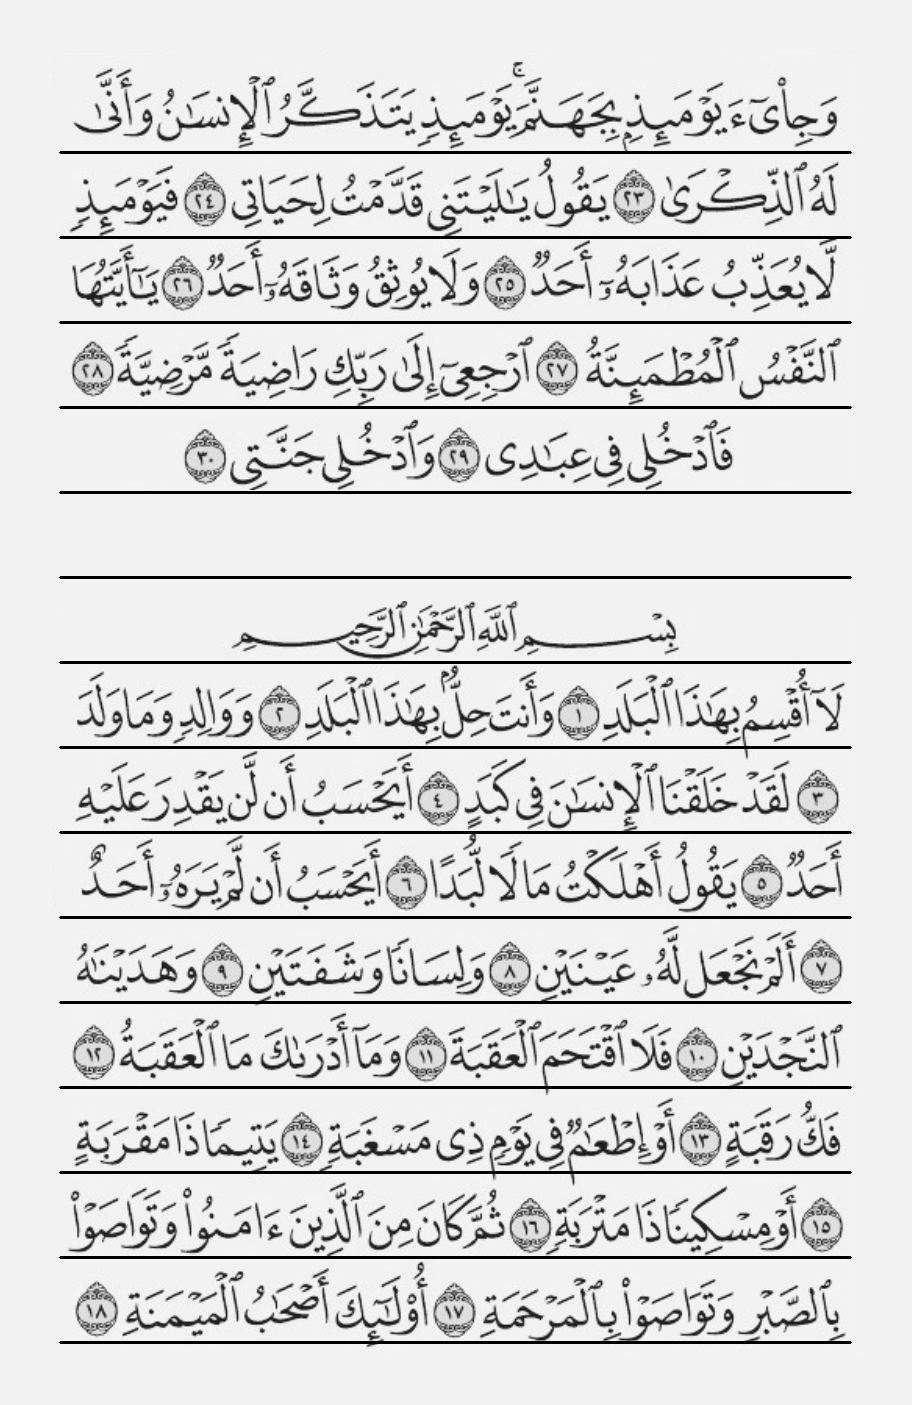 وَجِا۟ىٓءَ يَوْمَئِذٍۭ بِجَهَنَّمَ ۚ يَوْمَئِذٍ يَتَذَكَّرُ ٱلْإِنسَـٰنُ وَأَنَّىٰ
لَهُ ٱلذِّكْرَىٰ ٢٣ يَقُولُ يَـٰلَيْتَنِى قَدَّمْتُ لِحَيَاتِى ٢٤ فَيَوْمَئِذٍ
لَّا يُعَذِّبُ عَذَابَهُۥٓ أَحَدٌ ٢٥ وَلَا يُوثِقُ وَثَاقَهُۥٓ أَحَدٌ ٢٦ يَـٰٓأَيَّتُهَا
ٱلنَّفْسُ ٱلْمُطْمَئِنَّةُ ٢٧ ٱرْجِعِىٓ إِلَىٰ رَبِّكِ رَاضِيَةً مَّرْضِيَّةً ٢٨
فَٱدْخُلِى فِى عِبَـٰدِى ٢٩ وَٱدْخُلِى جَنَّتِى ٣٠
بِسْمِ ٱللَّهِ ٱلرَّحْمَـٰنِ ٱلرَّحِيمِ
لَآ أُقْسِمُ بِهَـٰذَا ٱلْبَلَدِ ١ وَأَنتَ حِلٌّۢ بِهَـٰذَا ٱلْبَلَدِ ٢ وَوَالِدٍ وَمَا وَلَدَ
٣ لَقَدْ خَلَقْنَا ٱلْإِنسَـٰنَ فِى كَبَدٍ ٤ أَيَحْسَبُ أَن لَّن يَقْدِرَ عَلَيْهِ
أَحَدٌ ٥ يَقُولُ أَهْلَكْتُ مَالًا لُّبَدًا ٦ أَيَحْسَبُ أَن لَّمْ يَرَهُۥٓ أَحَدٌ
٧ أَلَمْ نَجْعَل لَّهُۥ عَيْنَيْنِ ٨ وَلِسَانًا وَشَفَتَيْنِ ٩ وَهَدَيْنَـٰهُ
ٱلنَّجْدَيْنِ ١٠ فَلَا ٱقْتَحَمَ ٱلْعَقَبَةَ ١١ وَمَآ أَدْرَىٰكَ مَا ٱلْعَقَبَةُ ١٢
فَكُّ رَقَبَةٍ ١٣ أَوْ إِطْعَـٰمٌ فِى يَوْمٍ ذِى مَسْغَبَةٍ ١٤ يَتِيمًا ذَا مَقْرَبَةٍ
١٥ أَوْ مِسْكِينًا ذَا مَتْرَبَةٍ ١٦ ثُمَّ كَانَ مِنَ ٱلَّذِينَ ءَامَنُوا۟ وَتَوَاصَوْا۟
بِٱلصَّبْرِ وَتَوَاصَوْا۟ بِٱلْمَرْحَمَةِ ١٧ أُو۟لَـٰٓئِكَ أَصْحَـٰبُ ٱلْمَيْمَنَةِ ١٨